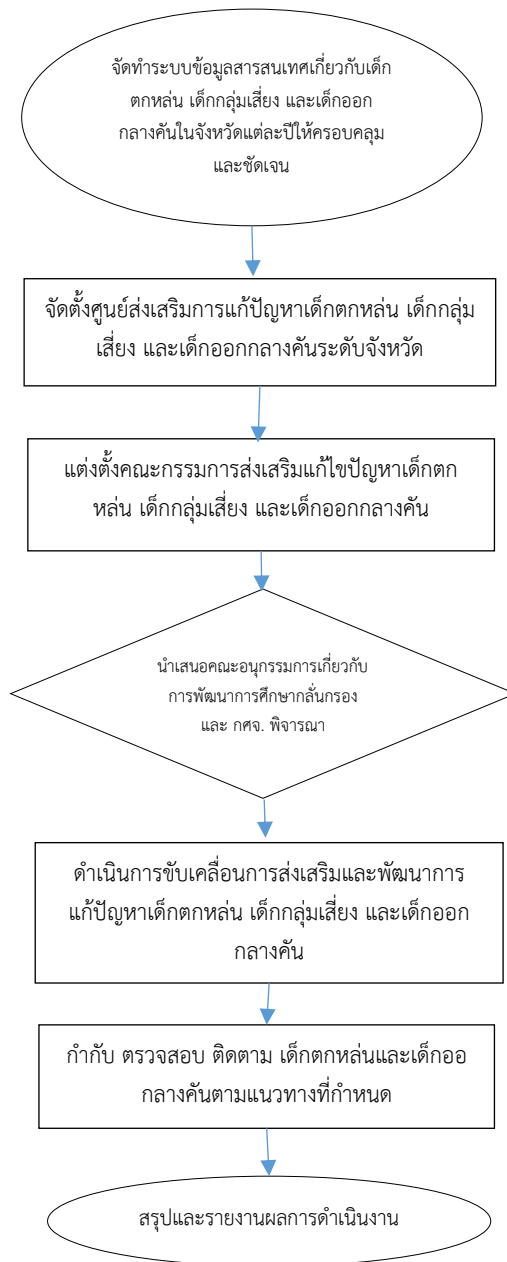 จัดทำระบบข้อมูลสารสนเทศเกี่ยวกับเด็ก
ตกหล่น เด็กกลุ่มเสี่ยง และเด็กออก
กลางคันในจังหวัดแต่ละปีให้ครอบคลุม
และชัดเจน
จัดตั้งศูนย์ส่งเสริมการแก้ปัญหาเด็กตกหล่น เด็กกลุ่ม
เสี่ยง และเด็กออกกลางคันระดับจังหวัด
แต่งตั้งคณะกรรมการส่งเสริมแก้ไขปัญหาเด็กตก
หล่น เด็กกลุ่มเสี่ยง และเด็กออกกลางคัน
นำเสนอคณะอนุกรรมการเกี่ยวกับ
การพัฒนาการศึกษากลั่นกรอง
และ กศจ. พิจารณา
ดำเนินการขับเคลื่อนการส่งเสริมและพัฒนาการ
แก้ปัญหาเด็กตกหล่น เด็กกลุ่มเสี่ยง และเด็กออก
กลางคัน
กำกับ ตรวจสอบ ติดตาม เด็กตกหล่นและเด็กออ
กลางคันตามแนวทางที่กำหนด
สรุปและรายงานผลการดำเนินงาน